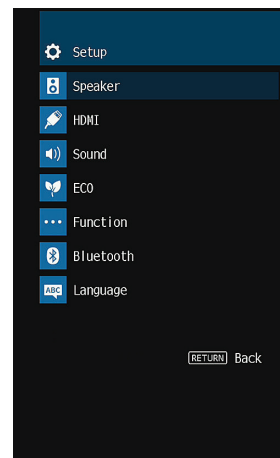 Setup
Speaker
HDMI
Sound
ECO
Function
Bluetooth
ABC Language
RETURN Back